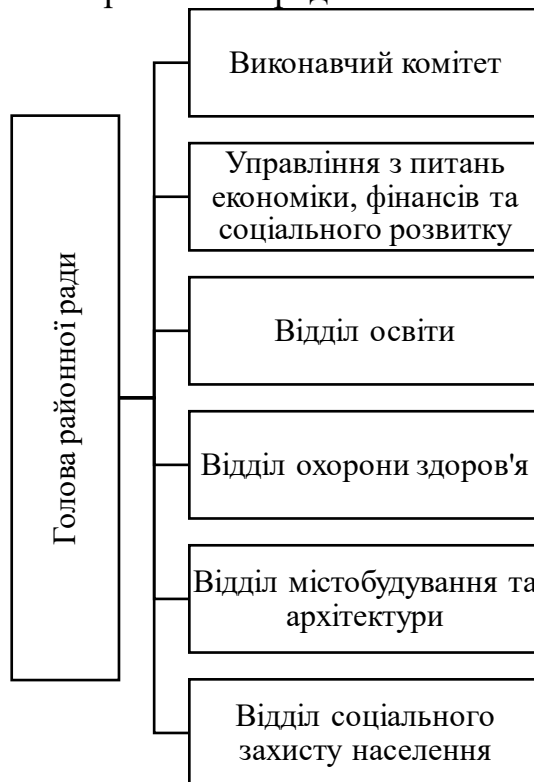 Голова районної ради
Виконавчий комітет
Управління з питань
економіки, фінансів та
соціального розвитку
Відділ освіти
Відділ охорони здоров'я
Відділ містобудування та
архітектури
Відділ соціального
захисту населення